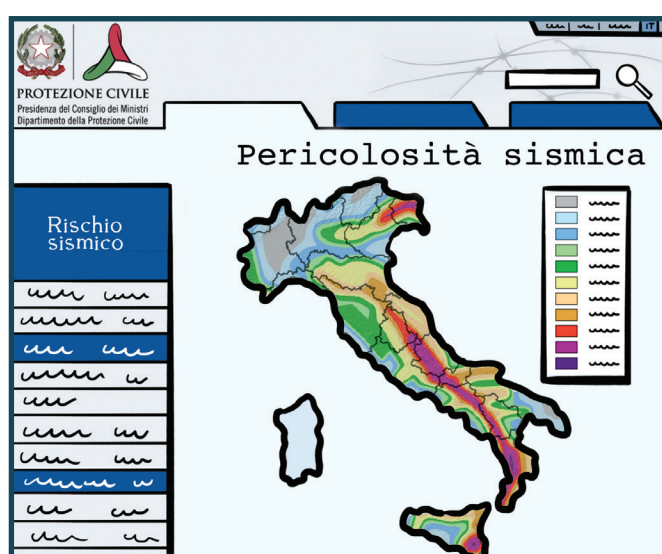 IT
PROTEZIONE CIVILE
Presidenza del Consiglio dei Ministri
Dipartimento della Protezione Civile
Pericolosità sismica
Rischio
sismico